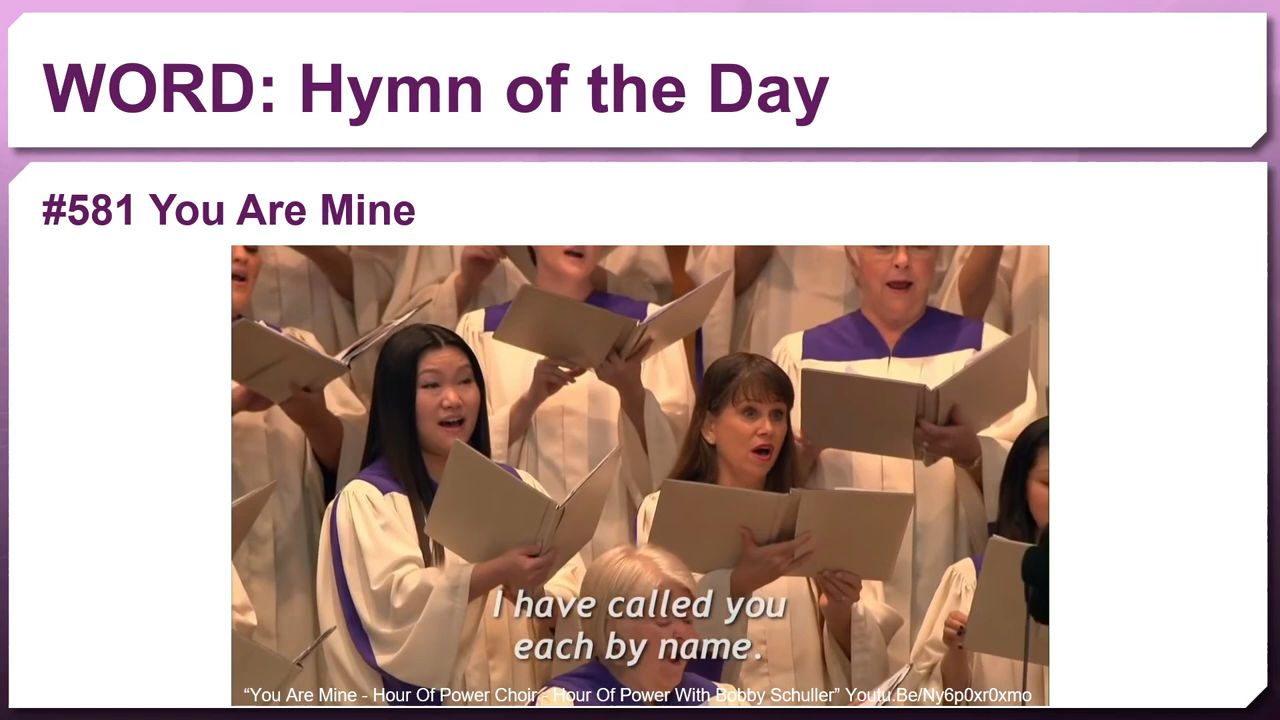 WORD: Hymn of the Day
#581 You Are Mine
I have called you
each by name.
“You Are Mine - Hour Of Power Choir - Hour Of Power With Bobby Schuller” Youtu.Be/Ny6p0xr0xmo